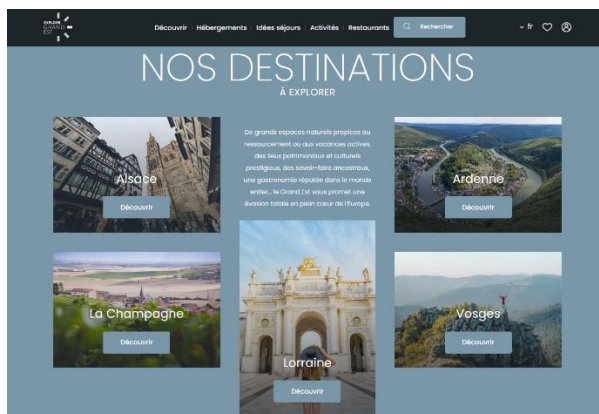 EXPLORE
GRAND
EST
Découvrir
Hébergements
Idées séjours
Activités
Restaurants
Rechercher
fr
NOS DESTINATIONS
À EXPLORER
Alsace
Découvrir
De grands espaces naturels propices au
ressourcement ou aux vacances actives,
des lieux patrimoniaux et culturels
prestigieux, des savoir-faire ancestraux,
une gastronomie réputée dans le monde
entier... le Grand Est vous promet une
évasion totale en plein cœur de l'Europe.
Ardenne
Découvrir
La Champagne
Découvrir
Lorraine
Découvrir
Vosges
Découvrir